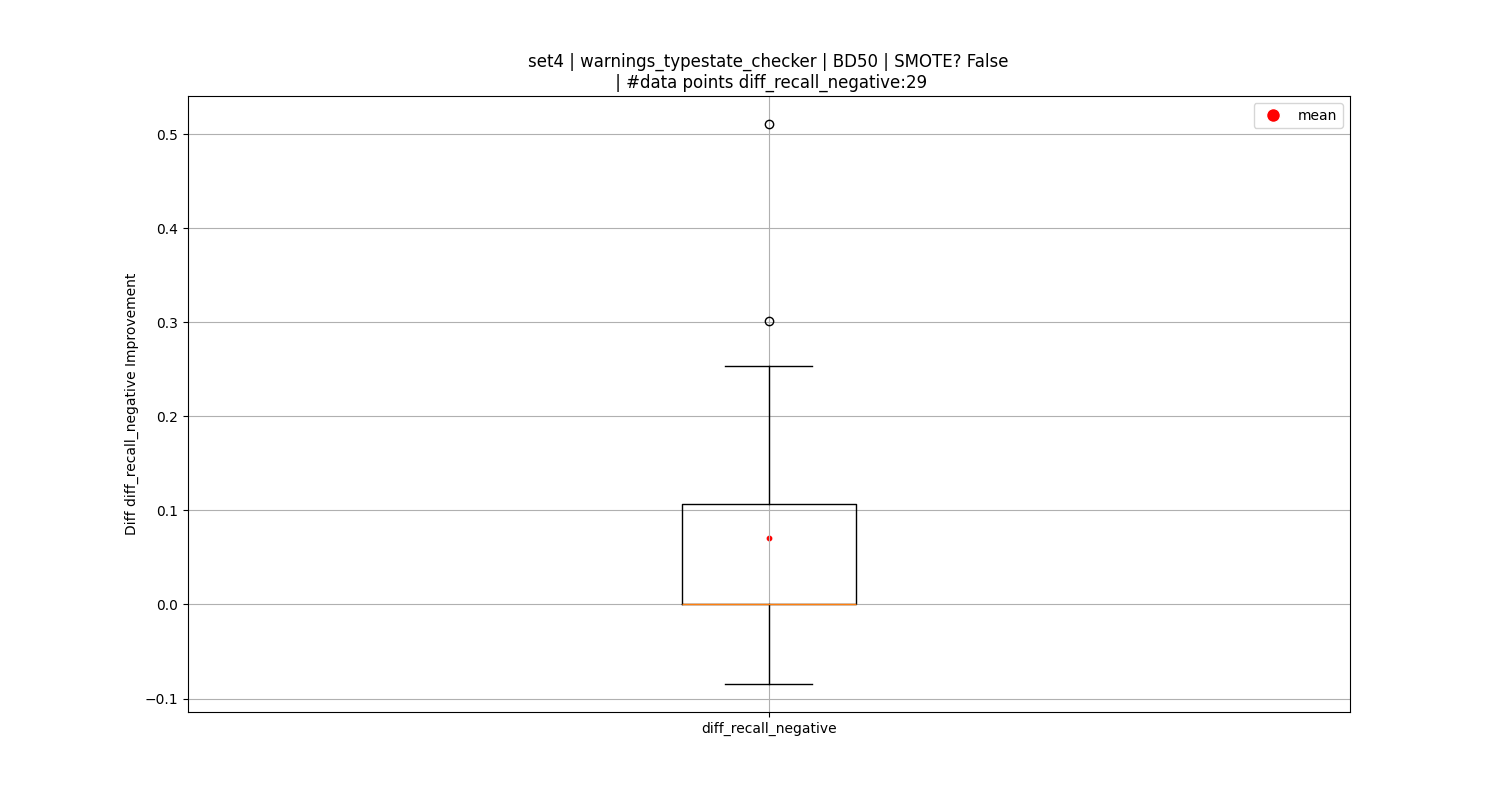 set4 | warnings_typestate_checker | BD50 | SMOTE? False
| #data points diff_recall_negative:29
mean
0.5
0.4
0.3
0.2
0.1
0.0
−0.1
Diff diff_recall_negative Improvement
diff_recall_negative